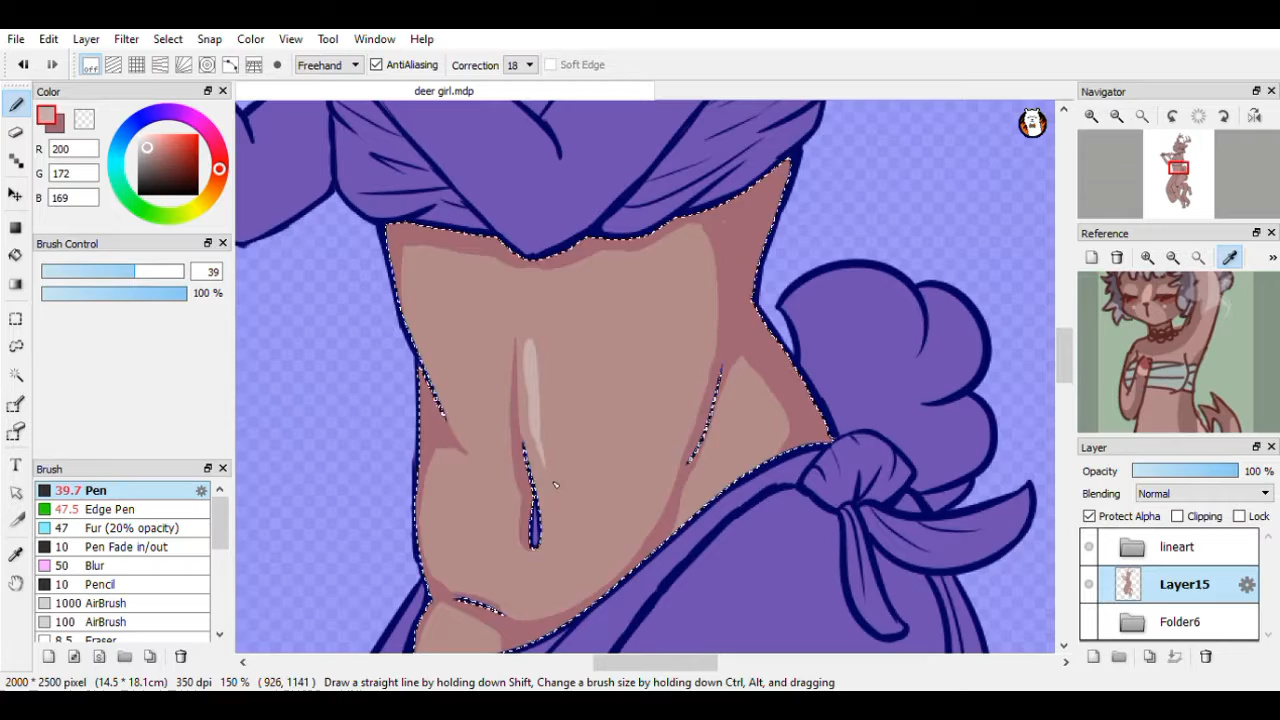 File Edit Layer Filter Select Snap Color View Tool Window Help
off Freehand AntiAliasing Correction 18 Soft Edge
Color
deer girl.mdp
Navigator
R 200
G 172
B 169
Reference
Brush Control
39
100 %
Brush
39.7 Pen
47.5 Edge Pen
47 Fur (20% opacity)
10 Pen Fade in/out
50 Blur
10 Pencil
1000 AirBrush
100 AirBrush
8.5 Eraser
Layer
Opacity 100 %
Blending Normal
Protect Alpha Clipping Lock
lineart
Layer15
Folder6
T
2000 * 2500 pixel (14.5 * 18.1cm) 350 dpi 150 % ( 926, 1141 ) Draw a straight line by holding down Shift, Change a brush size by holding down Ctrl, Alt, and dragging